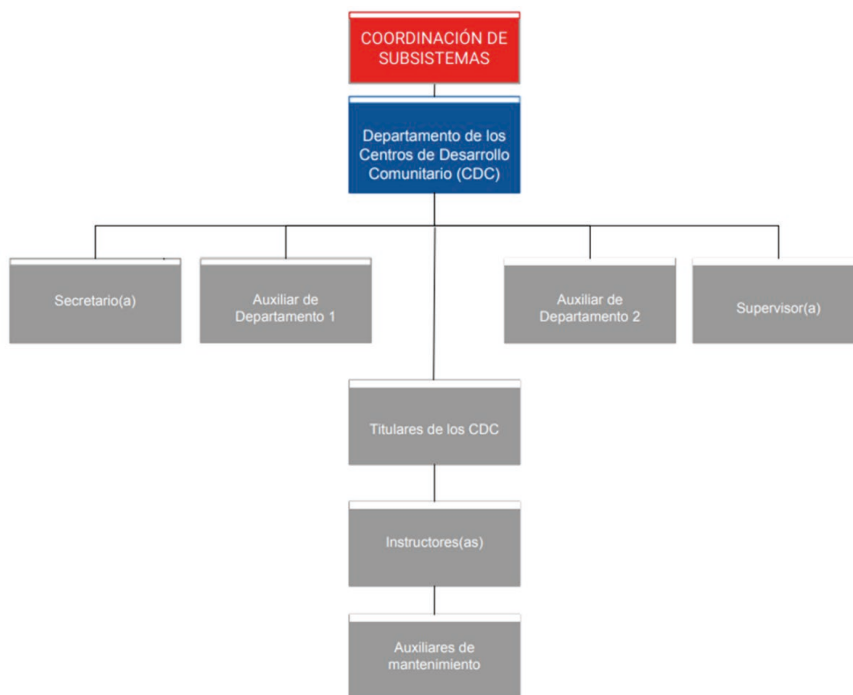 COORDINACIÓN DE
SUBSISTEMAS
Departamento de los
Centros de Desarrollo
Comunitario (CDC)
Secretario(a)
Auxiliar de
Departamento 1
Auxiliar de
Departamento 2
Supervisor(a)
Titulares de los CDC
Instructores(as)
Auxiliares de
mantenimiento